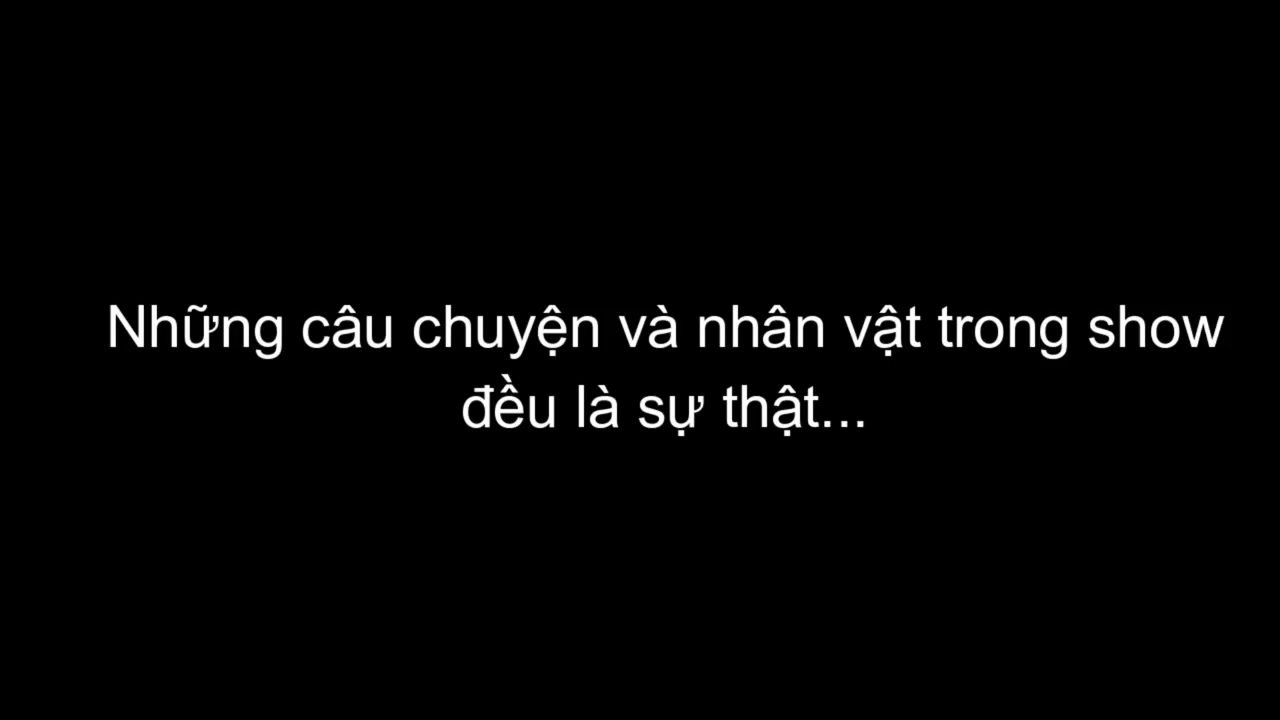 Những câu chuyện và nhân vật trong show
đều là sự thật...